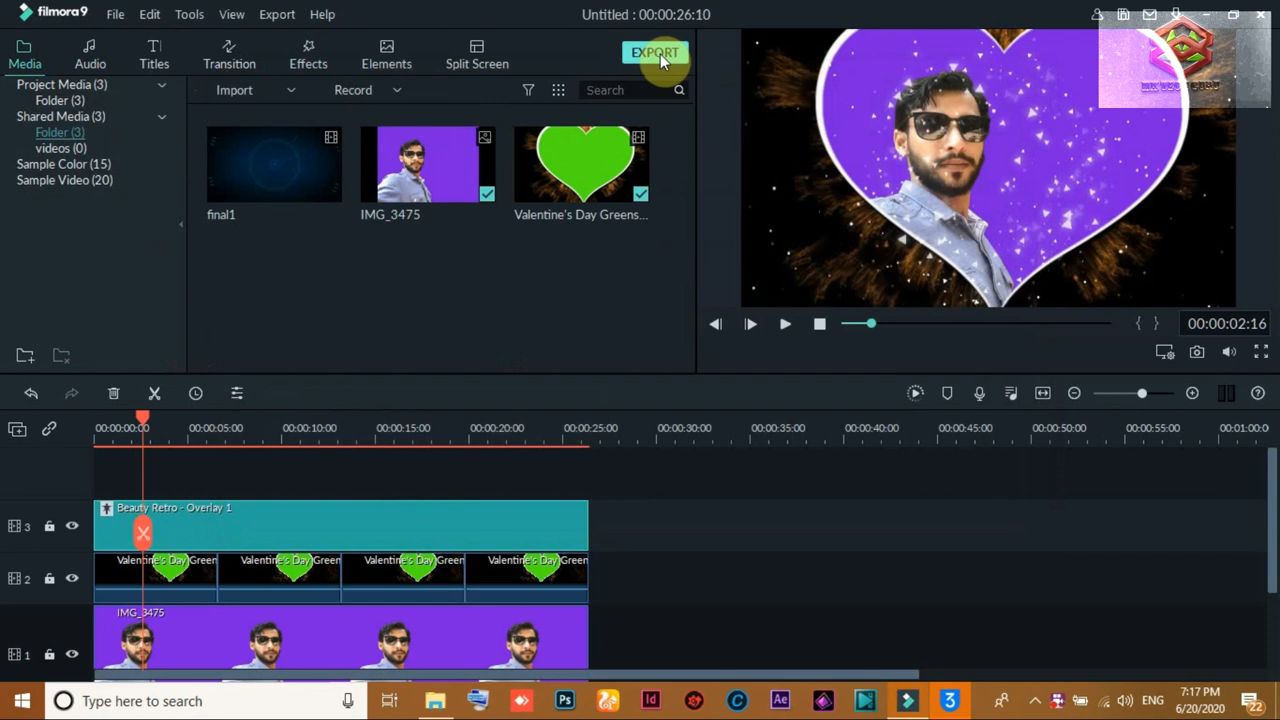 filmora9
File Edit Tools View Export Help
Untitled : 00:00:26:10
Media Audio Titles Transition Effects Elements Split Screen
EXPORT
Project Media (3)
Folder (3)
Shared Media (3)
Folder (3)
videos (0)
Sample Color (15)
Sample Video (20)
Import Record Search
final1 IMG_3475 Valentine's Day Greens...
00:00:02:16
00:00:00:00 00:00:05:00 00:00:10:00 00:00:15:00 00:00:20:00 00:00:25:00 00:00:30:00 00:00:35:00 00:00:40:00 00:00:45:00 00:00:50:00 00:00:55:00 00:01:00:0
3 Beauty Retro - Overlay 1
2 Valentine's Day Green Valentine's Day Green Valentine's Day Green Valentine's Day Green
1 IMG_3475
Type here to search
Ps Id Ae 3
ENG
7:17 PM
6/20/2020
22